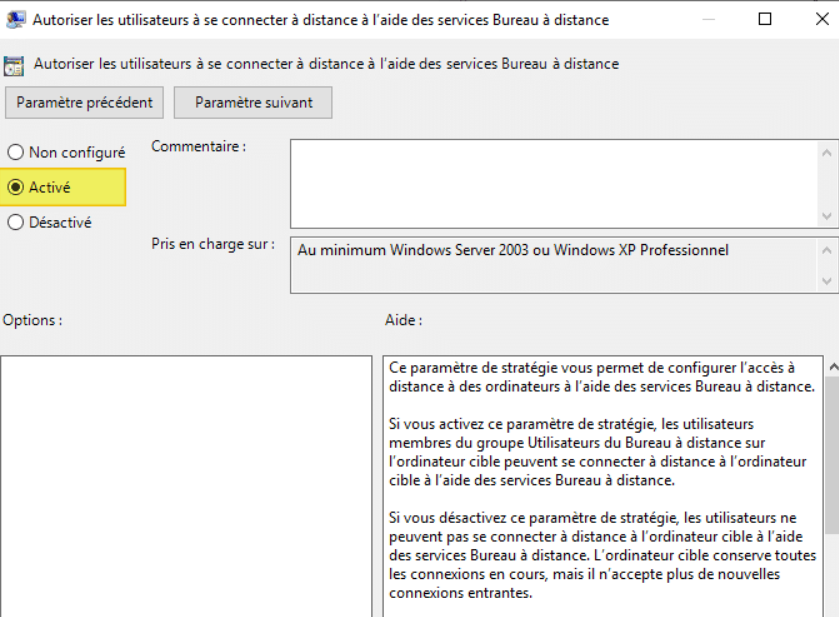 Autoriser les utilisateurs à se connecter à distance à l'aide des services Bureau à distance
Autoriser les utilisateurs à se connecter à distance à l'aide des services Bureau à distance
Paramètre précédent
Paramètre suivant
Non configuré
Commentaire :
Activé
Désactivé
Pris en charge sur :
Au minimum Windows Server 2003 ou Windows XP Professionnel
Options :
Aide :
Ce paramètre de stratégie vous permet de configurer l'accès à
distance à des ordinateurs à l'aide des services Bureau à distance.
Si vous activez ce paramètre de stratégie, les utilisateurs
membres du groupe Utilisateurs du Bureau à distance sur
l'ordinateur cible peuvent se connecter à distance à l'ordinateur
cible à l'aide des services Bureau à distance.
Si vous désactivez ce paramètre de stratégie, les utilisateurs ne
peuvent pas se connecter à distance à l'ordinateur cible à l'aide
des services Bureau à distance. L'ordinateur cible conserve toutes
les connexions en cours, mais il n'accepte plus de nouvelles
connexions entrantes.